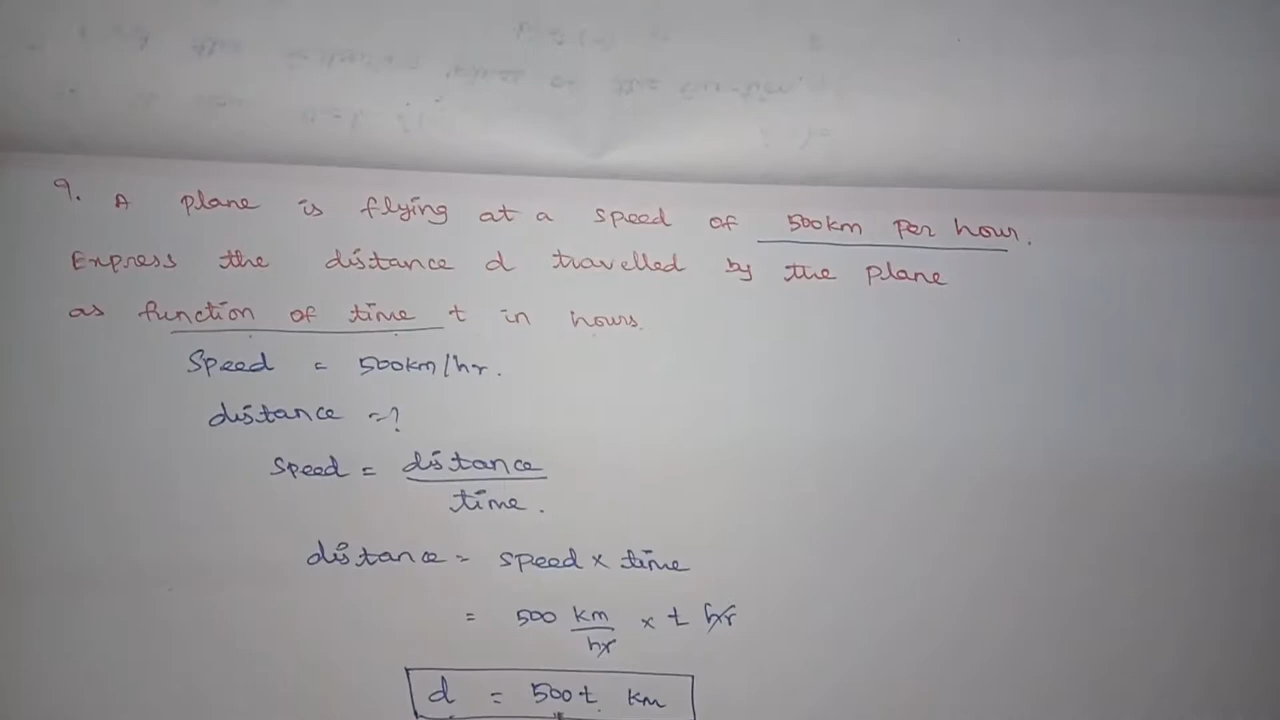 9. A plane is flying at a speed of 500km per hour.
Express the distance d travelled by the plane
as function of time t in hours.
Speed = 500km/hr.
distance = ?
Speed = distance / time.
distance = speed × time
= 500 km/hr × t hr
d = 500t km